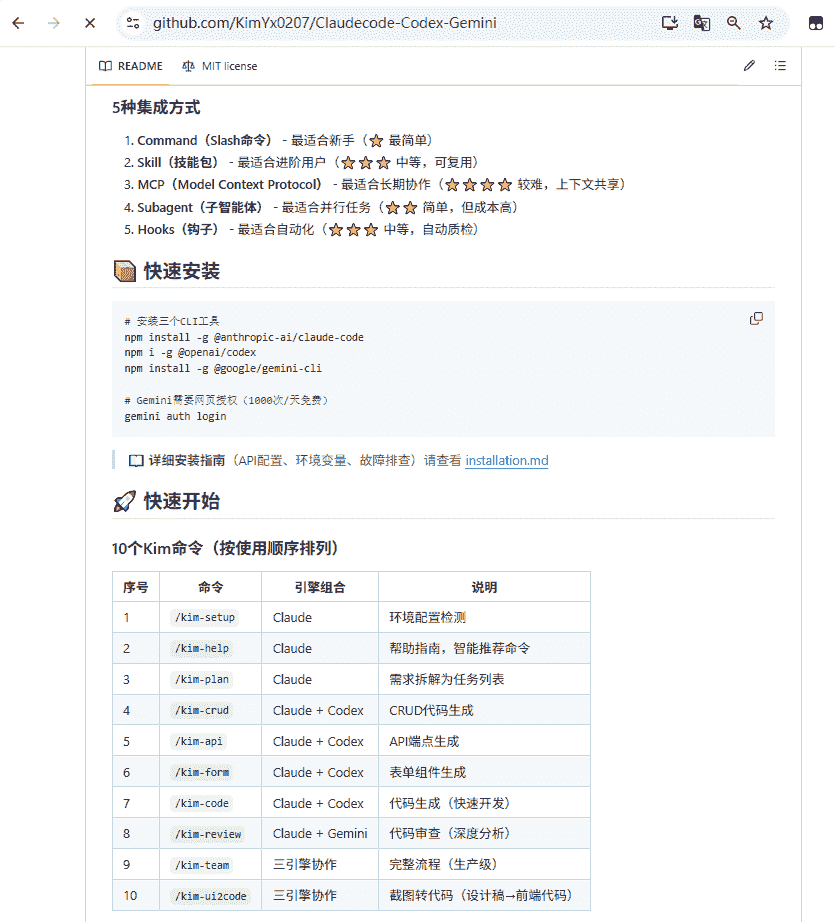 github.com/KimYx0207/Claudecode-Codex-Gemini
README MIT license
5种集成方式
1. Command（Slash命令） - 最适合新手（⭐ 最简单）
2. Skill（技能包） - 最适合进阶用户（⭐⭐⭐ 中等，可复用）
3. MCP（Model Context Protocol） - 最适合长期协作（⭐⭐⭐⭐ 较难，上下文共享）
4. Subagent（子智能体） - 最适合并行任务（⭐⭐ 简单，但成本高）
5. Hooks（钩子） - 最适合自动化（⭐⭐⭐ 中等，自动质检）
快速安装
# 安装三个CLI工具
npm install -g @anthropic-ai/claude-code
npm i -g @openai/codex
npm install -g @google/gemini-cli
# Gemini需要网页授权（1000次/天免费）
gemini auth login
详细安装指南（API配置、环境变量、故障排查）请查看 installation.md
快速开始
10个Kim命令（按使用顺序排列）
序号 命令 引擎组合 说明
1 /kim-setup Claude 环境配置检测
2 /kim-help Claude 帮助指南，智能推荐命令
3 /kim-plan Claude 需求拆解为任务列表
4 /kim-crud Claude + Codex CRUD代码生成
5 /kim-api Claude + Codex API端点生成
6 /kim-form Claude + Codex 表单组件生成
7 /kim-code Claude + Codex 代码生成（快速开发）
8 /kim-review Claude + Gemini 代码审查（深度分析）
9 /kim-team 三引擎协作 完整流程（生产级）
10 /kim-ui2code 三引擎协作 截图转代码（设计稿→前端代码）